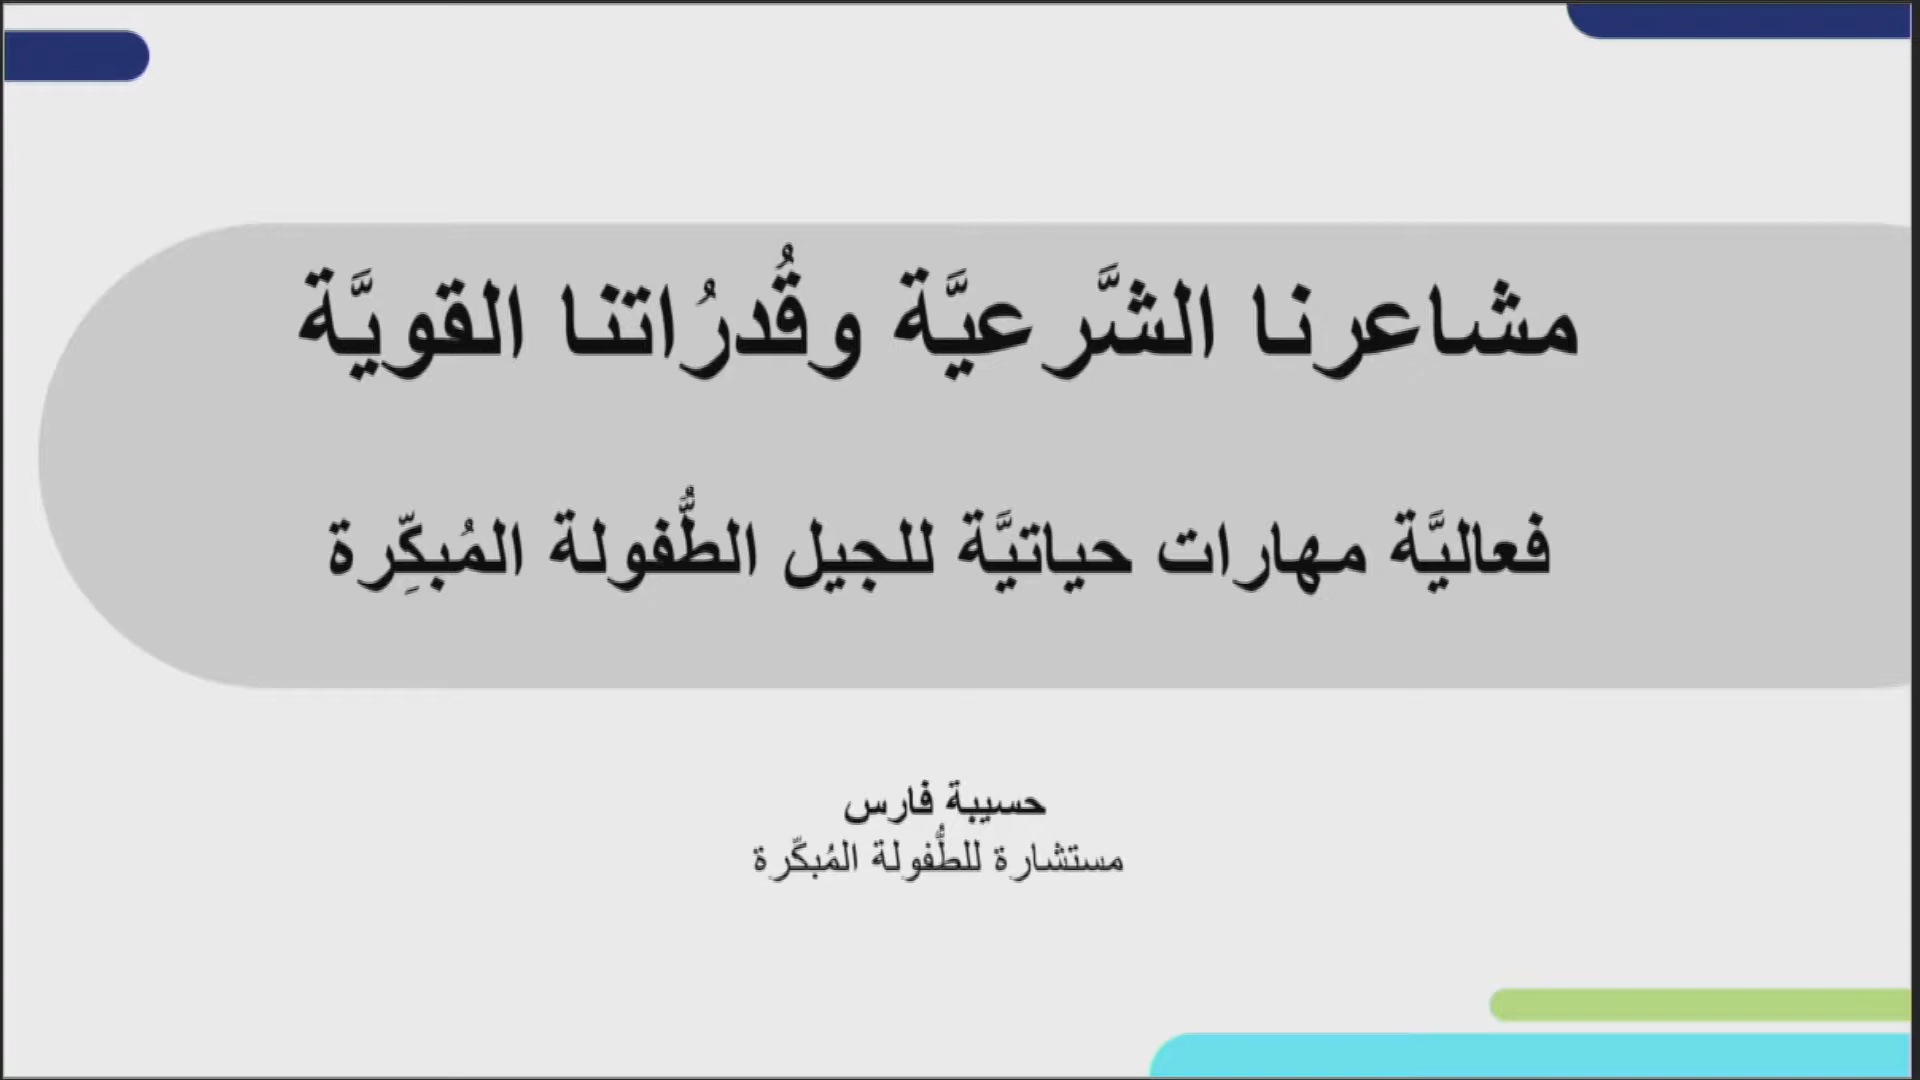 مشاعرنا الشَّرعيَّة وقُدرُاتنا القويَّة
فعاليَّة مهارات حياتيَّة للجيل الطُّفولة المُبكِّرة
حسيبة فارس
مستشارة للطُّفولة المُبكِّرة